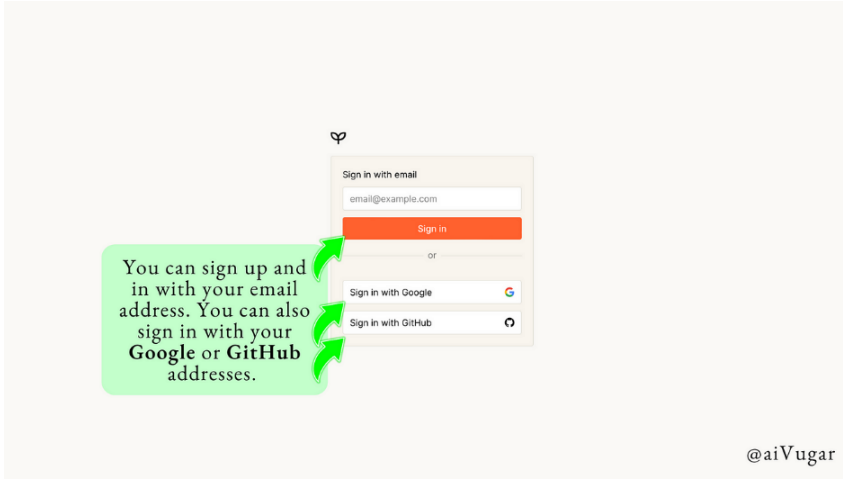 Sign in with email
email@example.com
Sign in
or
Sign in with Google
Sign in with GitHub
You can sign up and
in with your email
address. You can also
sign in with your
Google or GitHub
addresses.
@aiVugar